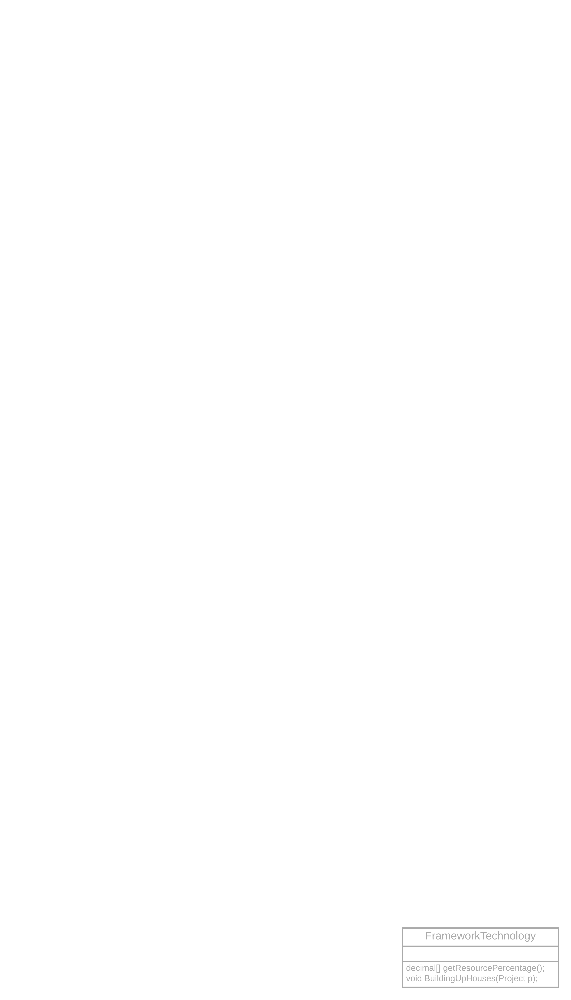 FrameworkTechnology
decimal[] getResourcePercentage();
void BuildingUpHouses(Project p);